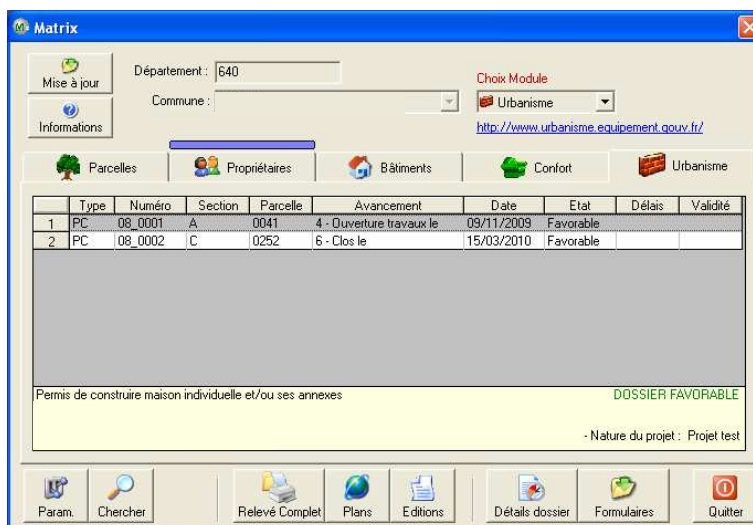 Matrix
Mise à jour
Département : 640
Choix Module
Commune :
Urbanisme
Informations
http://www.urbanisme.equipement.gouv.fr/
Parcelles Propriétaires Bâtiments Confort Urbanisme
Type Numéro Section Parcelle Avancement Date Etat Délais Validité
1 PC 08_0001 A 0041 4 - Ouverture travaux le 09/11/2009 Favorable
2 PC 08_0002 C 0252 6 - Clos le 15/03/2010 Favorable
Permis de construire maison individuelle et/ou ses annexes DOSSIER FAVORABLE
- Nature du projet : Projet test
Param. Chercher Relevé Complet Plans Editions Détails dossier Formulaires Quitter